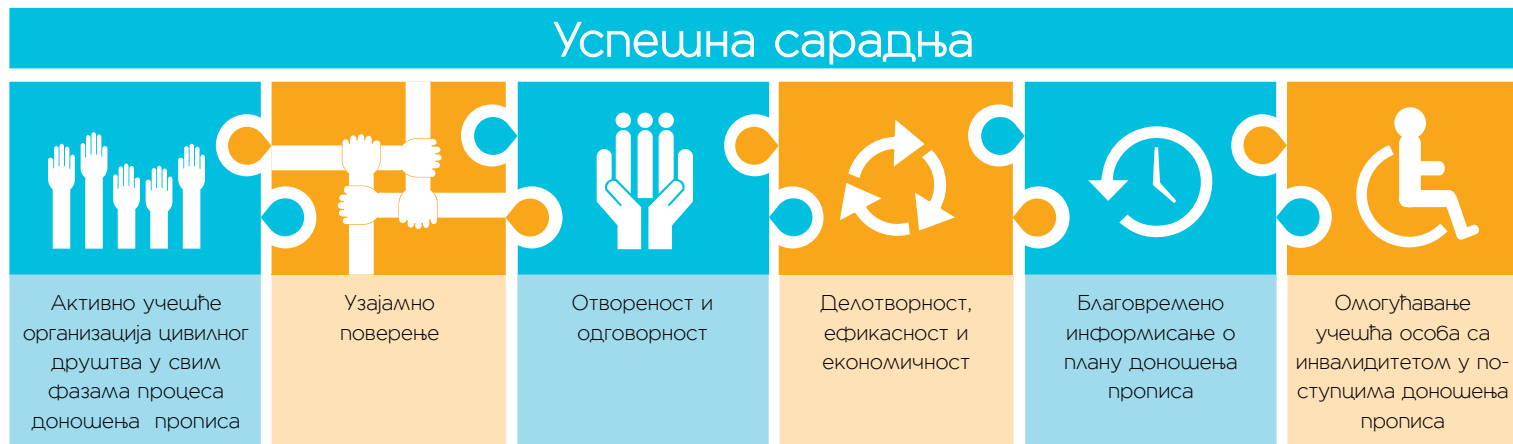 Успешна сарадња
Активно учешће
организација цивилног
друштва у свим
фазама процеса
доношења прописа
Узајамно
поверење
Отвореност и
одговорност
Делотворност,
ефикасност и
економичност
Благовремено
информисање о
плану доношења
прописа
Омогућавање
учешћа особа са
инвалидитетом у по-
ступцима доношења
прописа